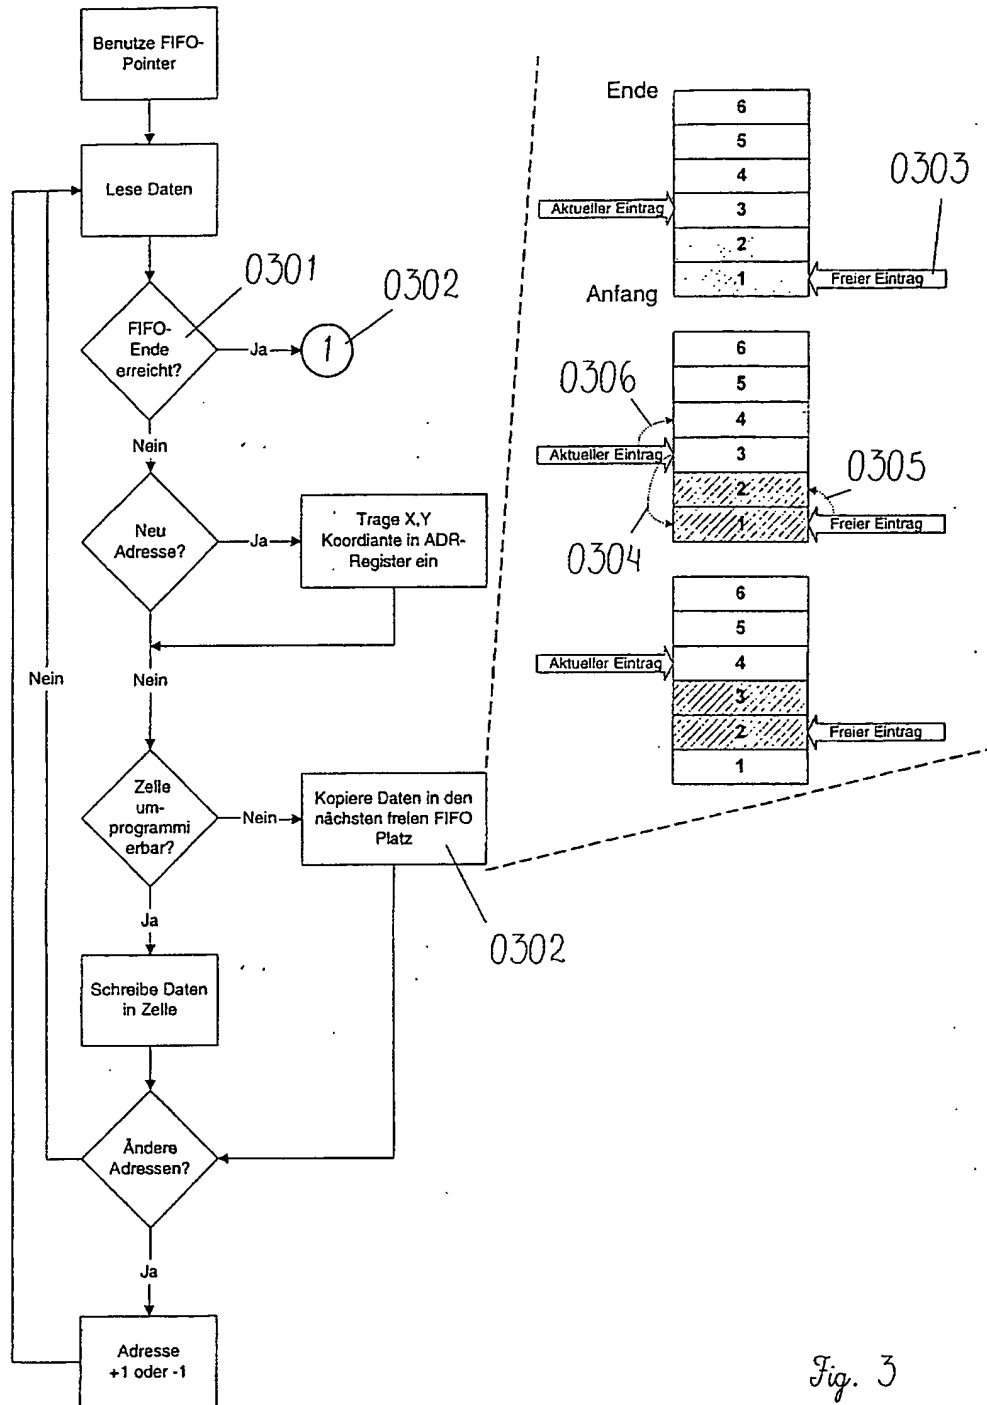 Benutze FIFO-
Pointer
Lese Daten
0301
0302
FIFO-
Ende
erreicht?
Ja
1
Nein
Neu
Adresse?
Ja
Trage X,Y
Koordiante in ADR-
Register ein
Nein
Nein
Zelle
um-
programmi
erbar?
Nein
Kopiere Daten in den
nächsten freien FIFO
Platz
0302
Ja
Schreibe Daten
in Zelle
Ändere
Adressen?
Ja
Adresse
+1 oder -1
Ende
6
5
4
0303
Aktueller Eintrag
3
2
1
Freier Eintrag
Anfang
6
0306
5
4
Aktueller Eintrag
3
0305
2
1
Freier Eintrag
0304
6
5
Aktueller Eintrag
4
3
2
Freier Eintrag
1
Fig. 3